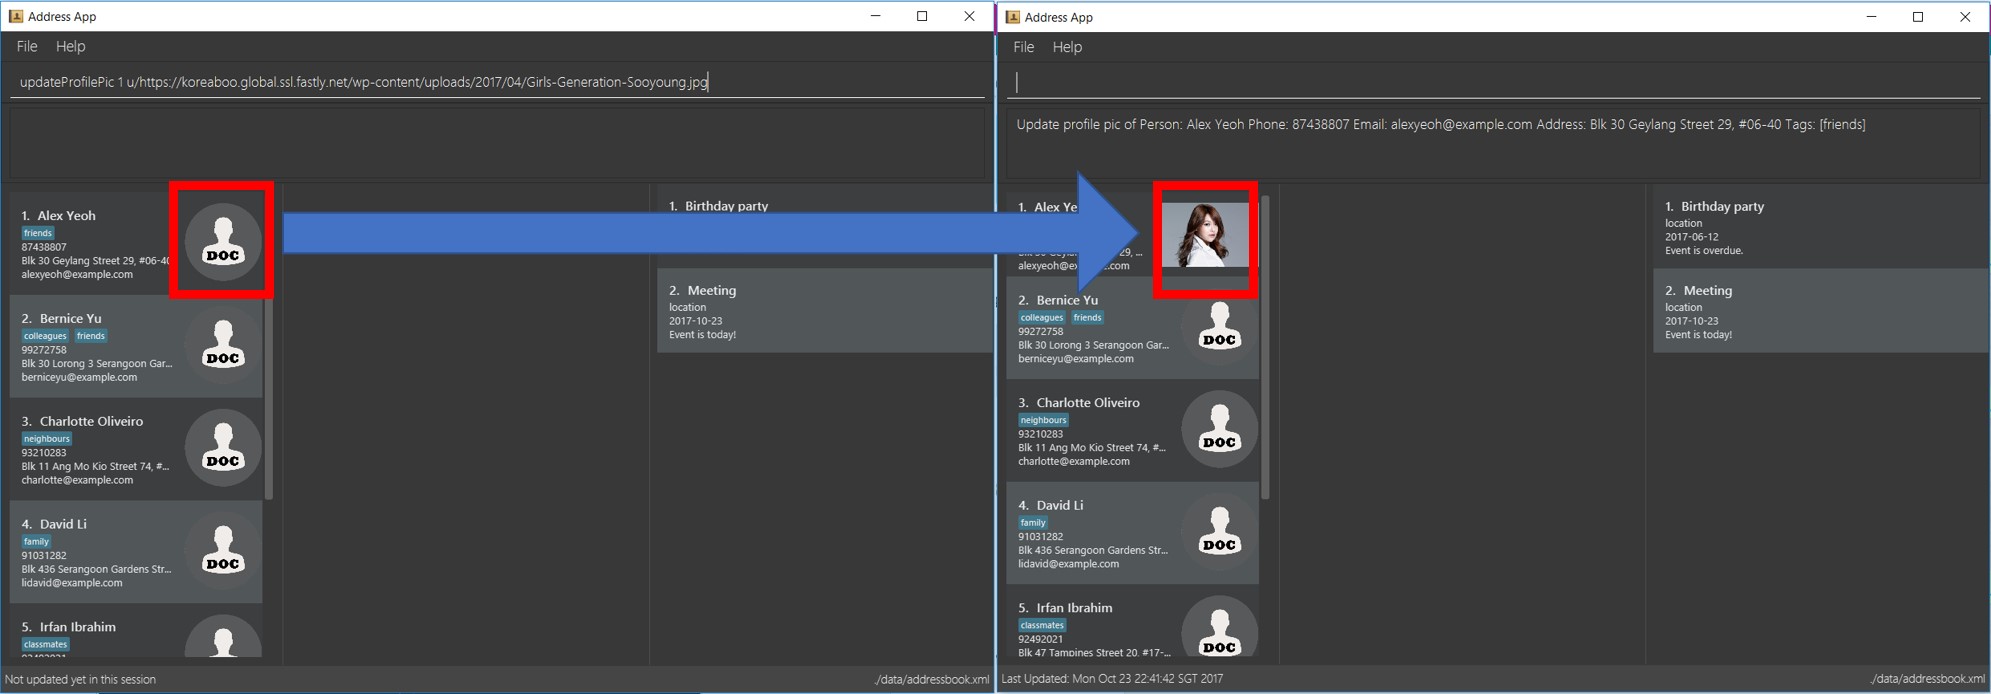 Address App
File Help
updateProfilePic 1 u/https://koreaboo.global.ssl.fastly.net/wp-content/uploads/2017/04/Girls-Generation-Sooyoung.jpg
1. Alex Yeoh
friends
87438807
Blk 30 Geylang Street 29, #06-40
alexyeoh@example.com
DOC
2. Bernice Yu
colleagues friends
99272758
Blk 30 Lorong 3 Serangoon Gar...
berniceyu@example.com
DOC
3. Charlotte Oliveiro
neighbours
93210283
Blk 11 Ang Mo Kio Street 74, #...
charlotte@example.com
DOC
4. David Li
family
91031282
Blk 436 Serangoon Gardens Str...
lidavid@example.com
DOC
5. Irfan Ibrahim
classmates
92492021
1. Birthday party
2. Meeting
location
2017-10-23
Event is today!
Not updated yet in this session
./data/addressbook.xml
Address App
File Help
Update profile pic of Person: Alex Yeoh Phone: 87438807 Email: alexyeoh@example.com Address: Blk 30 Geylang Street 29, #06-40 Tags: [friends]
1. Alex Ye
29, ...
alexyeoh@ex
.com
2. Bernice Yu
colleagues friends
99272758
Blk 30 Lorong 3 Serangoon Gar...
berniceyu@example.com
DOC
3. Charlotte Oliveiro
neighbours
93210283
Blk 11 Ang Mo Kio Street 74, #...
charlotte@example.com
DOC
4. David Li
family
91031282
Blk 436 Serangoon Gardens Str...
lidavid@example.com
DOC
5. Irfan Ibrahim
classmates
92492021
Blk 47 Tampines Street 20, #17-...
DOC
1. Birthday party
location
2017-06-12
Event is overdue.
2. Meeting
location
2017-10-23
Event is today!
Last Updated: Mon Oct 23 22:41:42 SGT 2017
./data/addressbook.xml